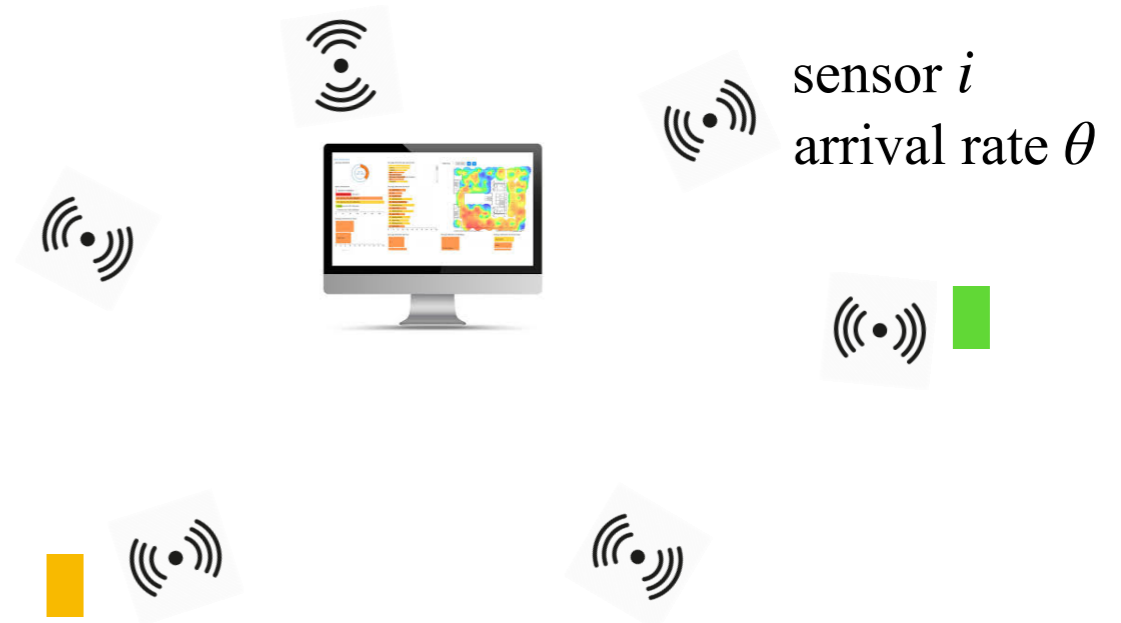 sensor i
arrival rate θ